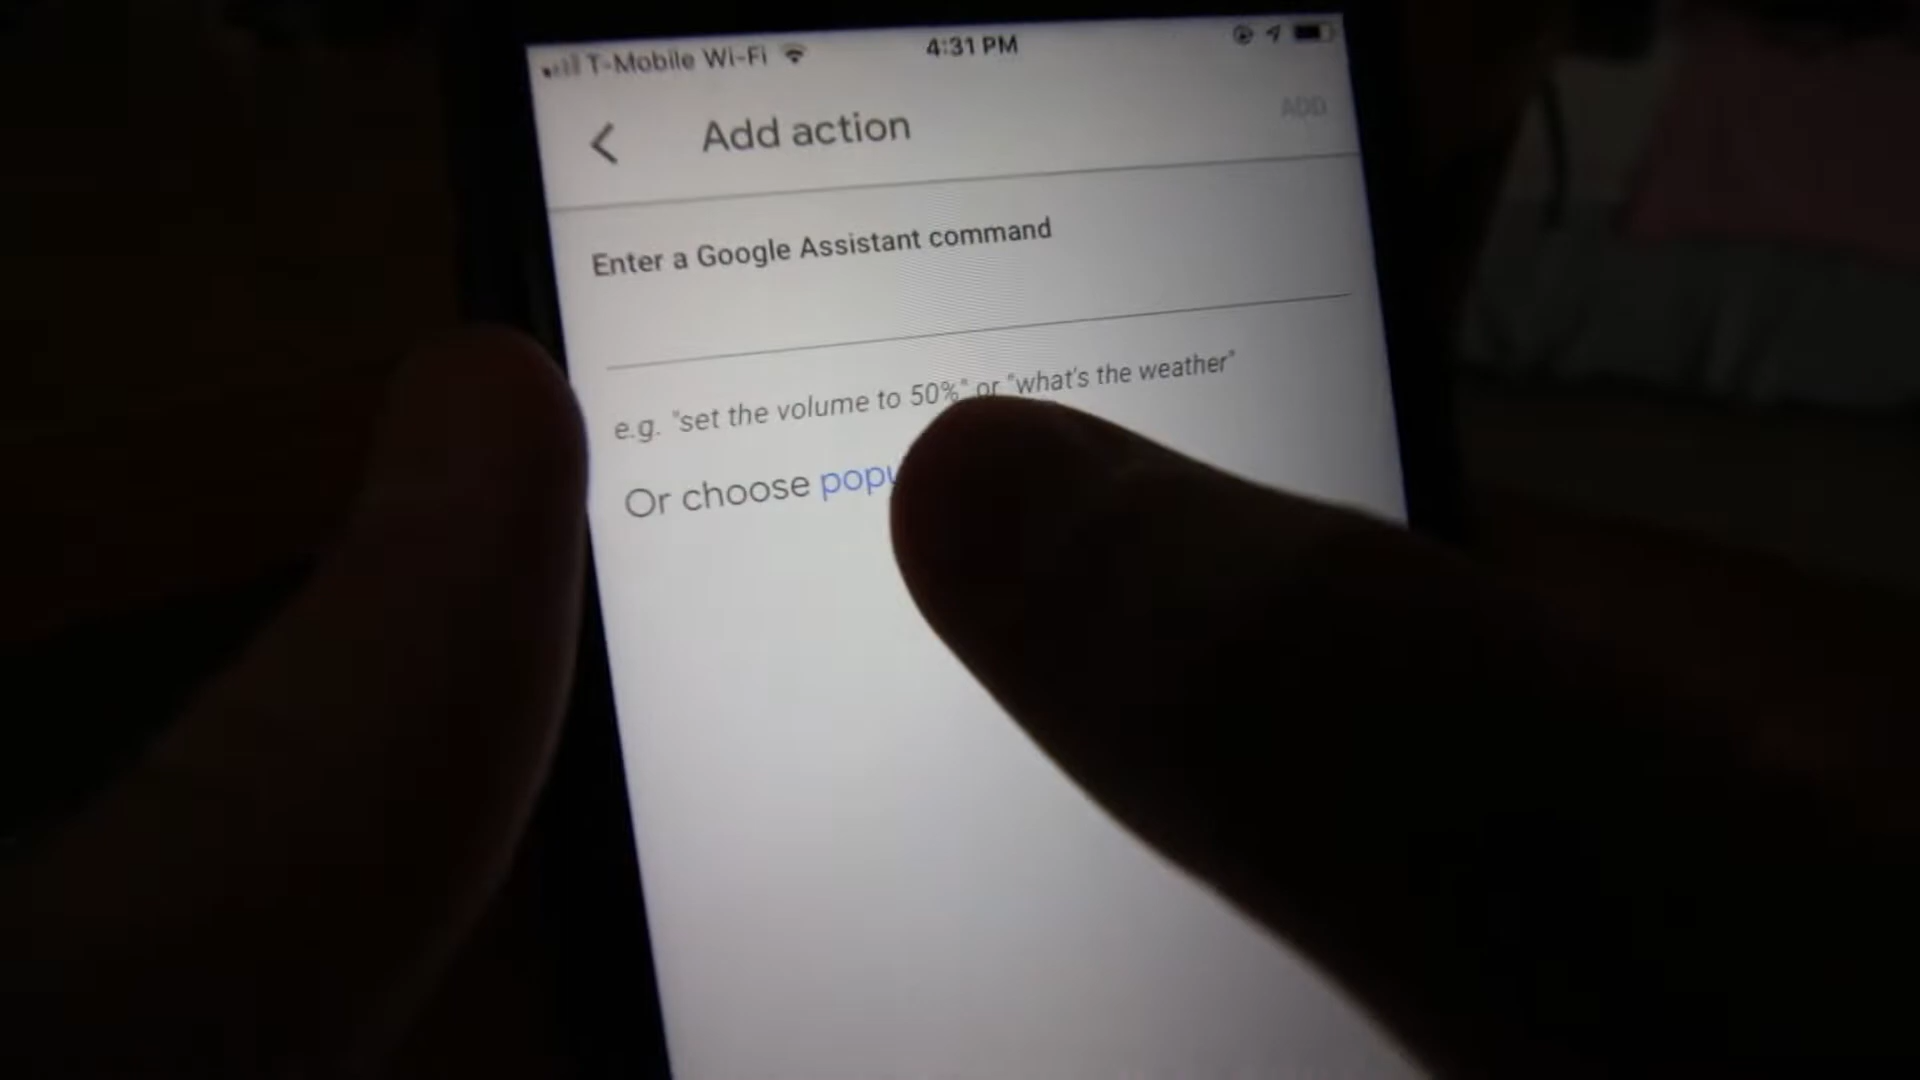 T-Mobile Wi-Fi 4:31 PM
Add action ADD
Enter a Google Assistant command
e.g. "set the volume to 50%" or "what's the weather"
Or choose